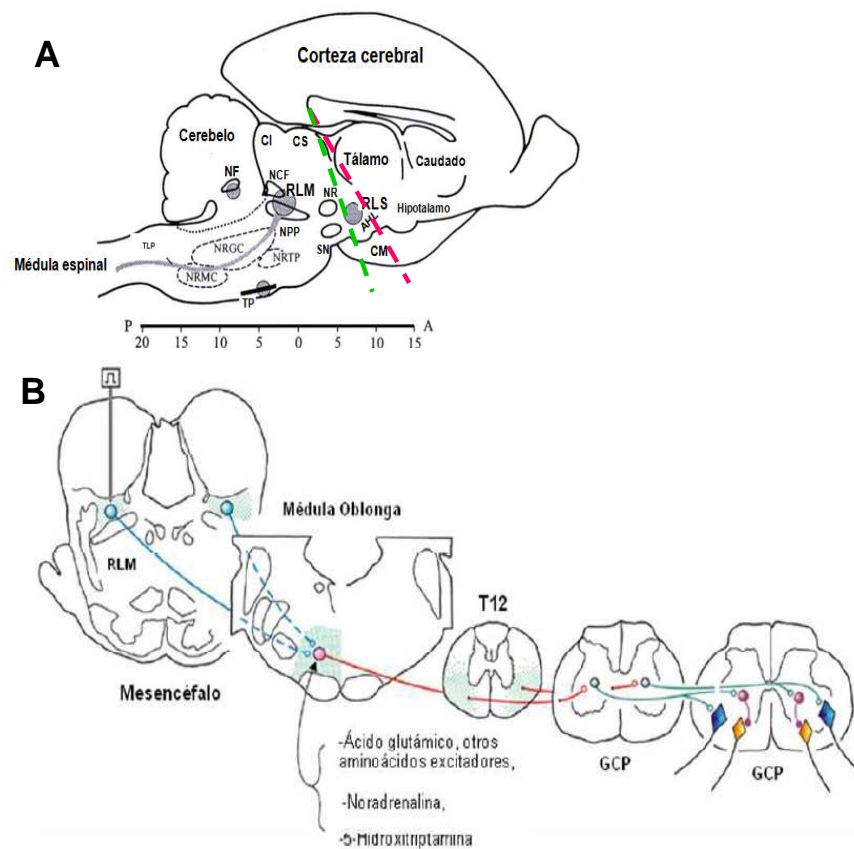 A
Corteza cerebral
Cerebelo
CI
CS
Tálamo
Caudado
NF
NCF
RLM
NR
RLS
AHL
Hipotalamo
NPP
TLP
NRGC
SN
CM
Médula espinal
NRMC
NRTP
TP
P
A
20
15
10
5
0
5
10
15
B
Médula Oblonga
RLM
T12
Mesencéfalo
-Ácido glutámico, otros
aminoácidos excitadores,
GCP
GCP
-Noradrenalina,
-5-Hidroxitriptamina